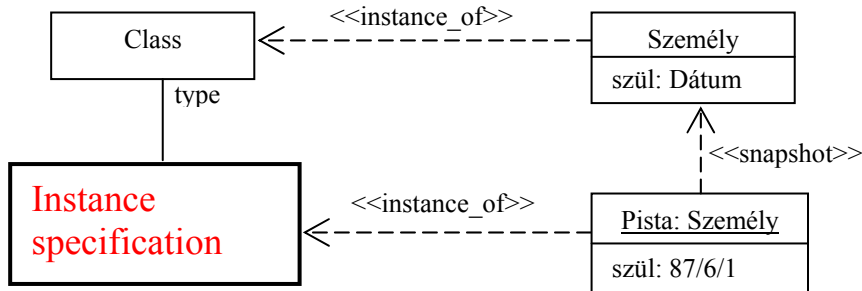 <<instance_of>>
Class
Személy
szül: Dátum
type
<<snapshot>>
Instance
specification
<<instance_of>>
Pista: Személy
szül: 87/6/1